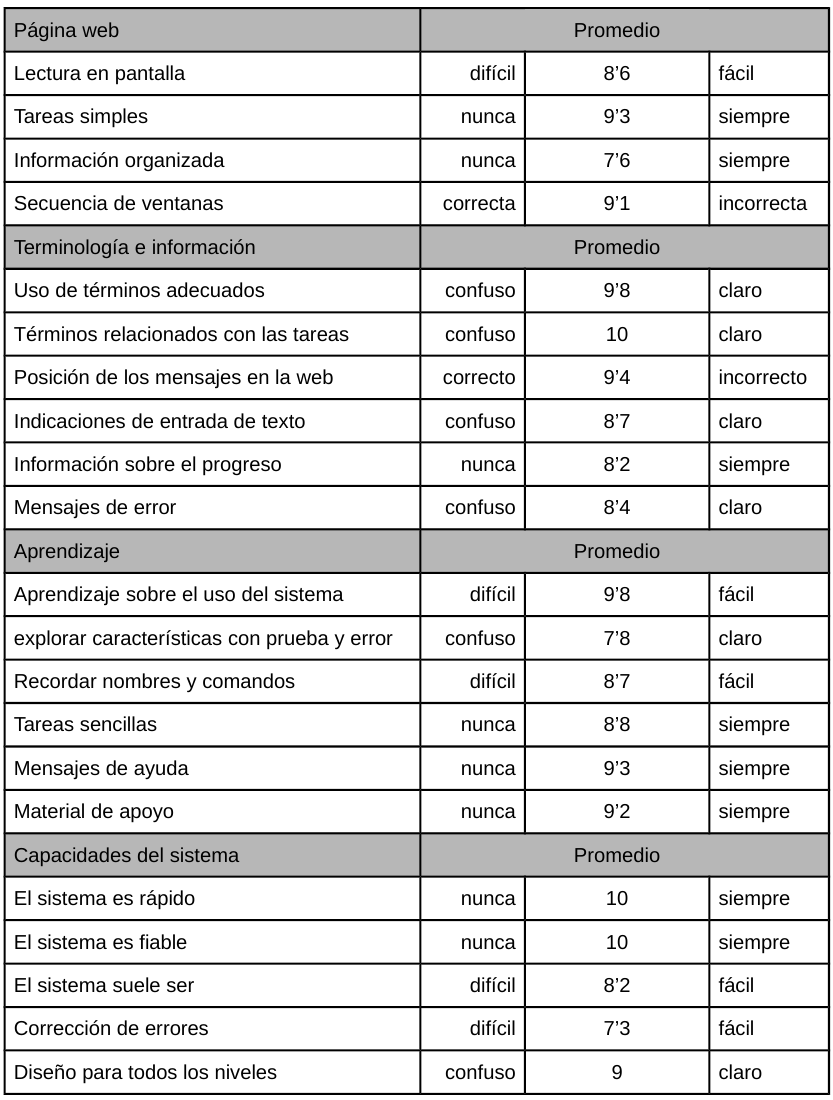 Página web Promedio
Lectura en pantalla difícil 8’6 fácil
Tareas simples nunca 9’3 siempre
Información organizada nunca 7’6 siempre
Secuencia de ventanas correcta 9’1 incorrecta
Terminología e información Promedio
Uso de términos adecuados confuso 9’8 claro
Términos relacionados con las tareas confuso 10 claro
Posición de los mensajes en la web correcto 9’4 incorrecto
Indicaciones de entrada de texto confuso 8’7 claro
Información sobre el progreso nunca 8’2 siempre
Mensajes de error confuso 8’4 claro
Aprendizaje Promedio
Aprendizaje sobre el uso del sistema difícil 9’8 fácil
explorar características con prueba y error confuso 7’8 claro
Recordar nombres y comandos difícil 8’7 fácil
Tareas sencillas nunca 8’8 siempre
Mensajes de ayuda nunca 9’3 siempre
Material de apoyo nunca 9’2 siempre
Capacidades del sistema Promedio
El sistema es rápido nunca 10 siempre
El sistema es fiable nunca 10 siempre
El sistema suele ser difícil 8’2 fácil
Corrección de errores difícil 7’3 fácil
Diseño para todos los niveles confuso 9 claro